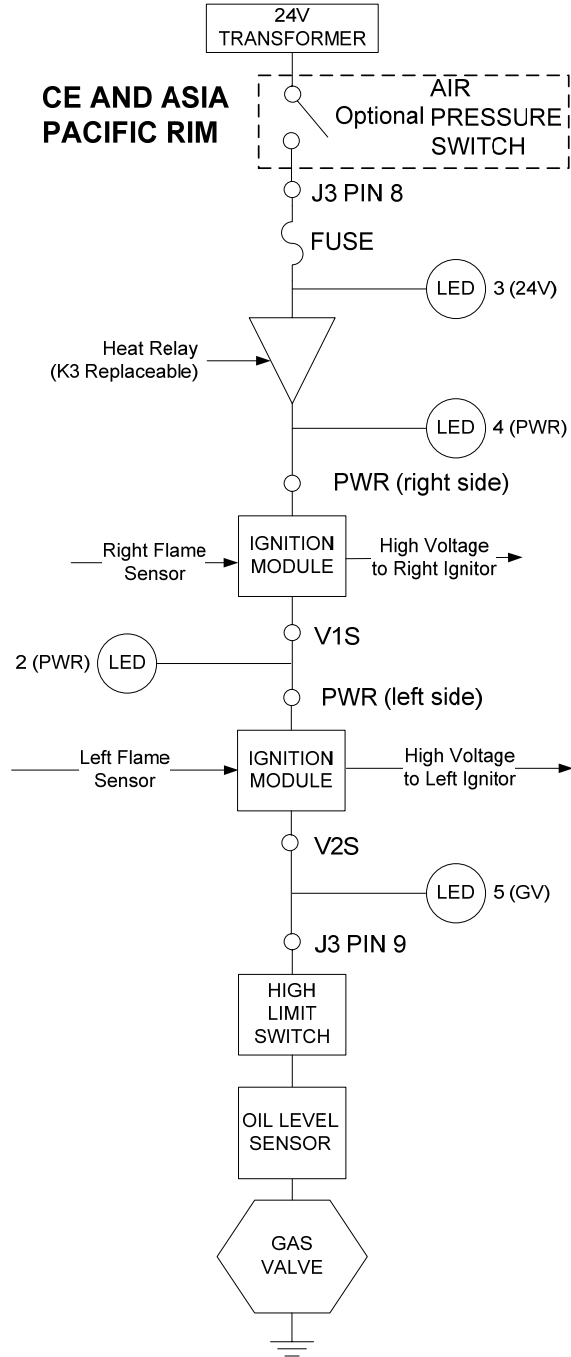 24V
TRANSFORMER
CE AND ASIA
PACIFIC RIM
Optional
AIR
PRESSURE
SWITCH
J3 PIN 8
FUSE
LED
3 (24V)
Heat Relay
(K3 Replaceable)
LED
4 (PWR)
PWR (right side)
Right Flame
Sensor
IGNITION
MODULE
High Voltage
to Right Ignitor
V1S
2 (PWR)
LED
PWR (left side)
Left Flame
Sensor
IGNITION
MODULE
High Voltage
to Left Ignitor
V2S
LED
5 (GV)
J3 PIN 9
HIGH
LIMIT
SWITCH
OIL LEVEL
SENSOR
GAS
VALVE